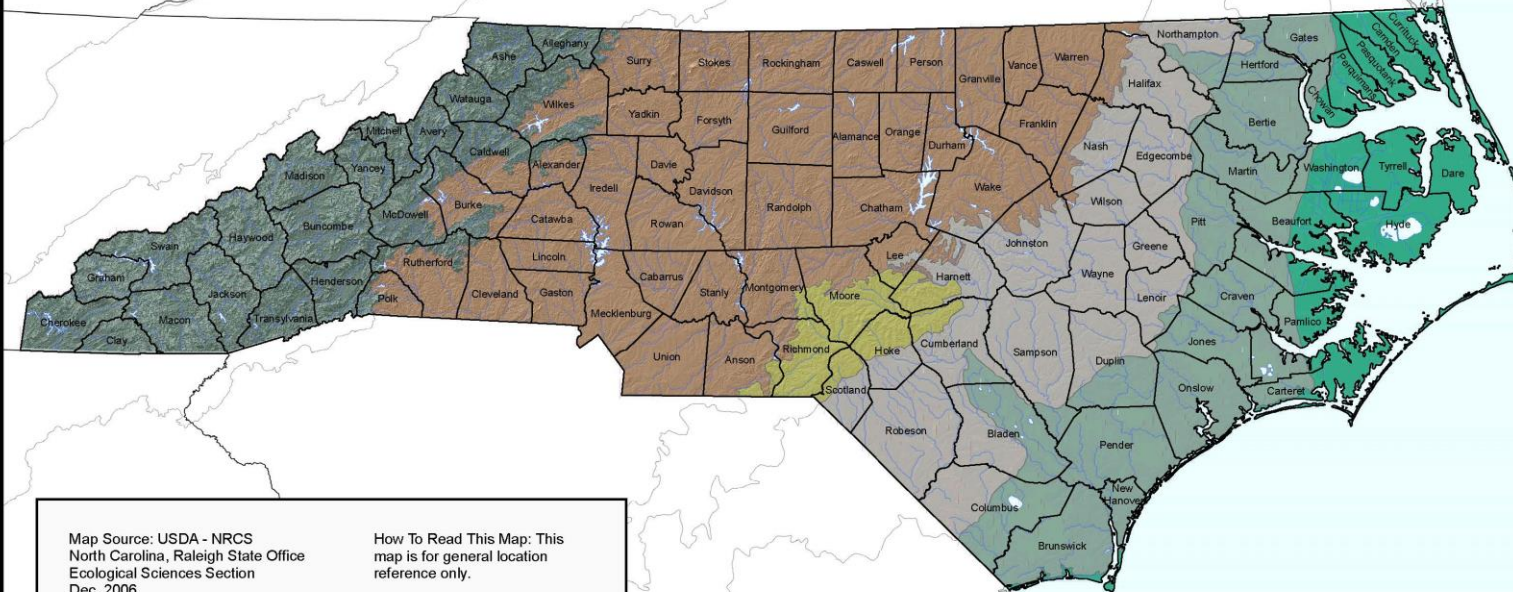 Ashe
Alleghany
Surry
Stokes
Rockingham
Caswell
Person
Granville
Vance
Warren
Northampton
Gates
Currituck
Camden
Pasquotank
Perquimans
Hertford
Halifax
Chowan
Watauga
Wilkes
Yadkin
Forsyth
Guilford
Alamance
Orange
Durham
Franklin
Bertie
Mitchell
Avery
Caldwell
Alexander
Davie
Nash
Edgecombe
Martin
Washington
Tyrrell
Dare
Madison
Yancey
Iredell
Davidson
Wake
Burke
McDowell
Catawba
Rowan
Randolph
Chatham
Wilson
Pitt
Beaufort
Hyde
Buncombe
Haywood
Swain
Rutherford
Lincoln
Lee
Johnston
Greene
Graham
Jackson
Henderson
Polk
Cleveland
Gaston
Cabarrus
Stanly
Montgomery
Moore
Harnett
Wayne
Lenoir
Craven
Cherokee
Macon
Transylvania
Mecklenburg
Pamlico
Clay
Union
Anson
Richmond
Hoke
Cumberland
Sampson
Duplin
Jones
Scotland
Onslow
Carteret
Robeson
Bladen
Pender
Columbus
New
Hanover
Brunswick
Map Source: USDA - NRCS
North Carolina, Raleigh State Office
Ecological Sciences Section
Dec. 2006
How To Read This Map: This
map is for general location
reference only.